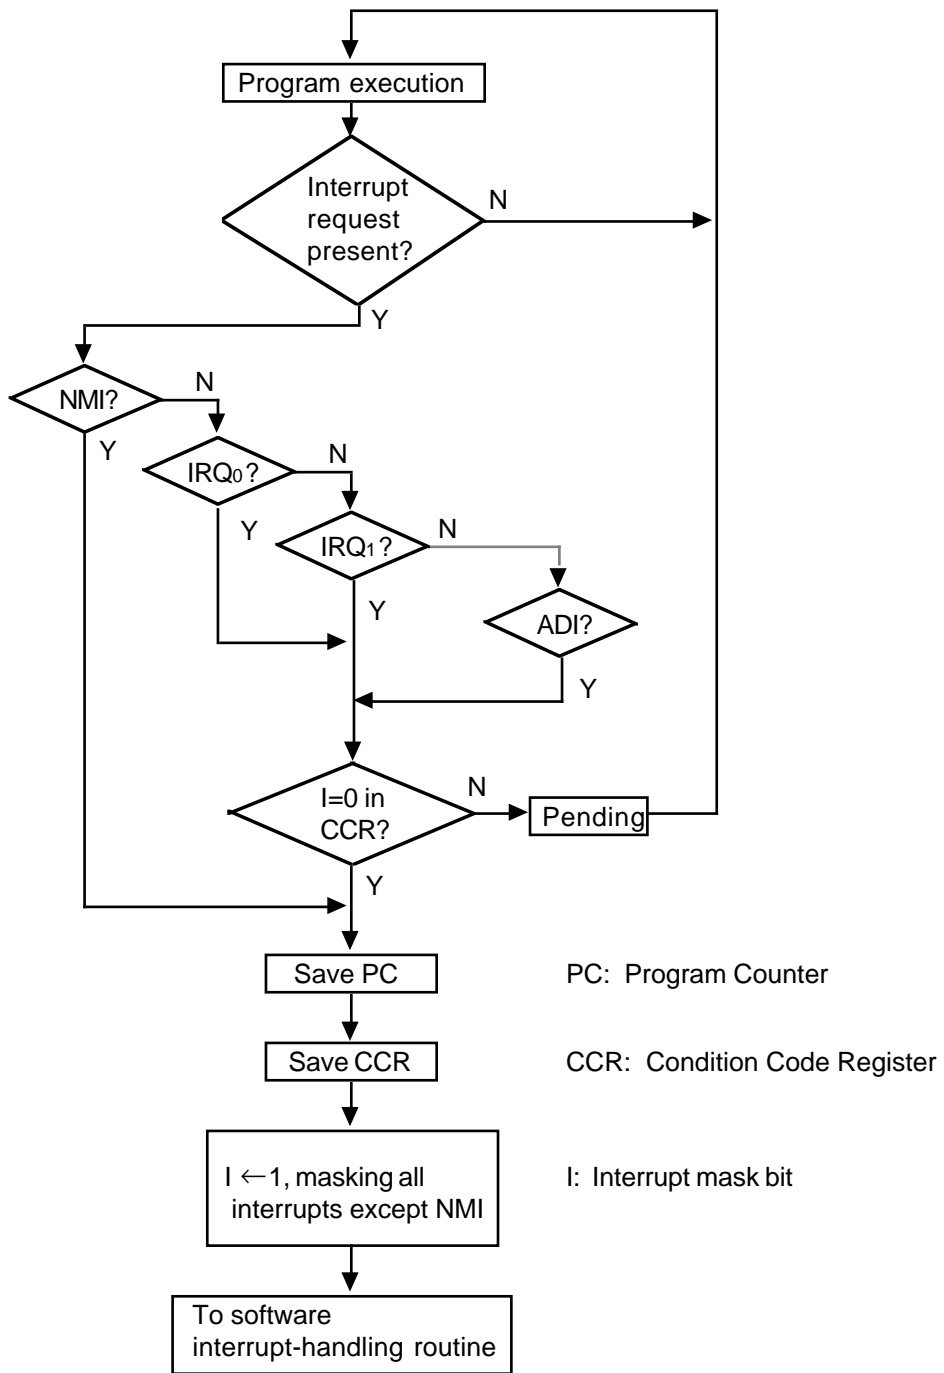 Program execution
Interrupt
request
present?
N
Y
NMI?
N
Y
IRQ0?
N
Y
IRQ1?
N
Y
ADI?
Y
I=0 in
CCR?
N
Pending
Y
Save PC
PC: Program Counter
Save CCR
CCR: Condition Code Register
I ←1, masking all
interrupts except NMI
I: Interrupt mask bit
To software
interrupt-handling routine